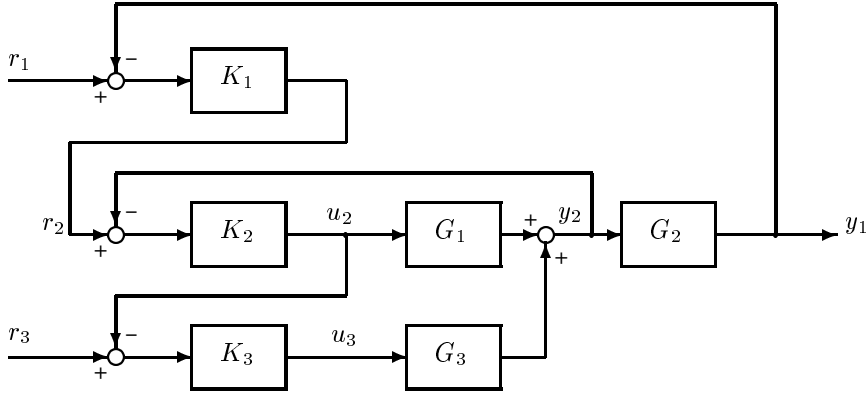 −
r₁ K₁
+
− y₂
r₂ K₂ u₂ G₁ + G₂ y₁
+ +
−
r₃ K₃ u₃ G₃
+